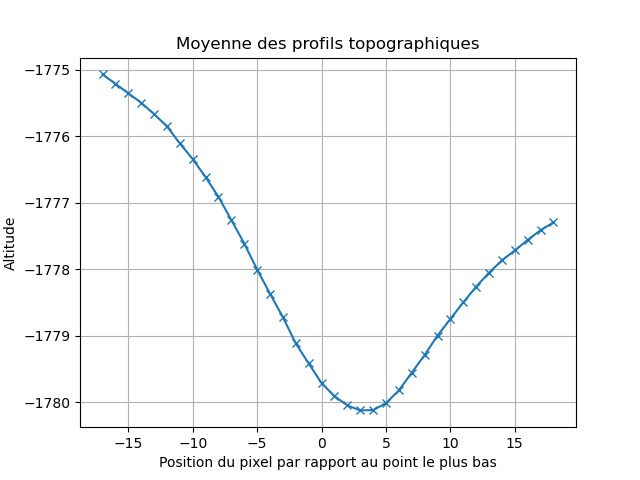 Moyenne des profils topographiques
−1775
−1776
−1777
−1778
−1779
−1780
Altitude
−15 −10 −5 0 5 10 15
Position du pixel par rapport au point le plus bas